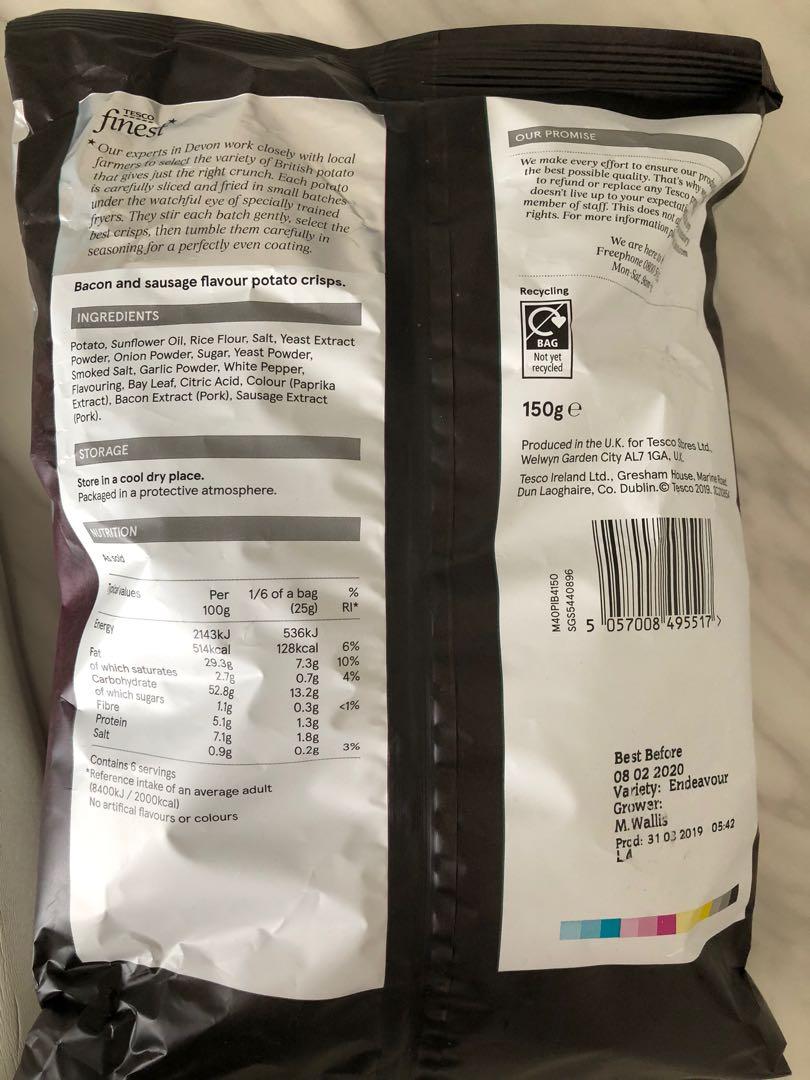 TESCO
finest*
*Our experts in Devon work closely with local
farmers to select the variety of British potato
that gives just the right crunch. Each potato
is carefully sliced and fried in small batches
under the watchful eye of specially trained
fryers. They stir each batch gently, select the
best crisps, then tumble them carefully in
seasoning for a perfectly even coating.
Bacon and sausage flavour potato crisps.
INGREDIENTS
Potato, Sunflower Oil, Rice Flour, Salt, Yeast Extract
Powder, Onion Powder, Sugar, Yeast Powder,
Smoked Salt, Garlic Powder, White Pepper,
Flavouring, Bay Leaf, Citric Acid, Colour (Paprika
Extract), Bacon Extract (Pork), Sausage Extract
(Pork).
STORAGE
Store in a cool dry place.
Packaged in a protective atmosphere.
NUTRITION
As sold
values Per 100g 1/6 of a bag (25g) % RI*
Energy 2143kJ 536kJ
514kcal 128kcal 6%
Fat 29.3g 7.3g 10%
of which saturates 2.7g 0.7g 4%
Carbohydrate 52.8g 13.2g
of which sugars 1.1g 0.3g <1%
Fibre 5.1g 1.3g
Protein 7.1g 1.8g
Salt 0.9g 0.2g 3%
Contains 6 servings
*Reference intake of an average adult
(8400kJ / 2000kcal)
No artifical flavours or colours
OUR PROMISE
We make every effort to ensure our
the best possible quality. That's why
to refund or replace any Tesco
doesn't live up to your
member of staff. This does not
rights. For more information
We are here
Freephone
Mon-Sat,
Recycling
BAG
Not yet
recycled
150g e
Produced in the U.K. for Tesco Stores Ltd.,
Welwyn Garden City AL7 1GA, U.K.
Tesco Ireland Ltd., Gresham House, Marine Road,
Dun Laoghaire, Co. Dublin. © Tesco 2019.
M40PIB4150
SGS5440896
5 057008 495517 >
Best Before
08 02 2020
Variety: Endeavour
Grower:
M.Wallis
Prod: 31 03 2019 05:42
LA